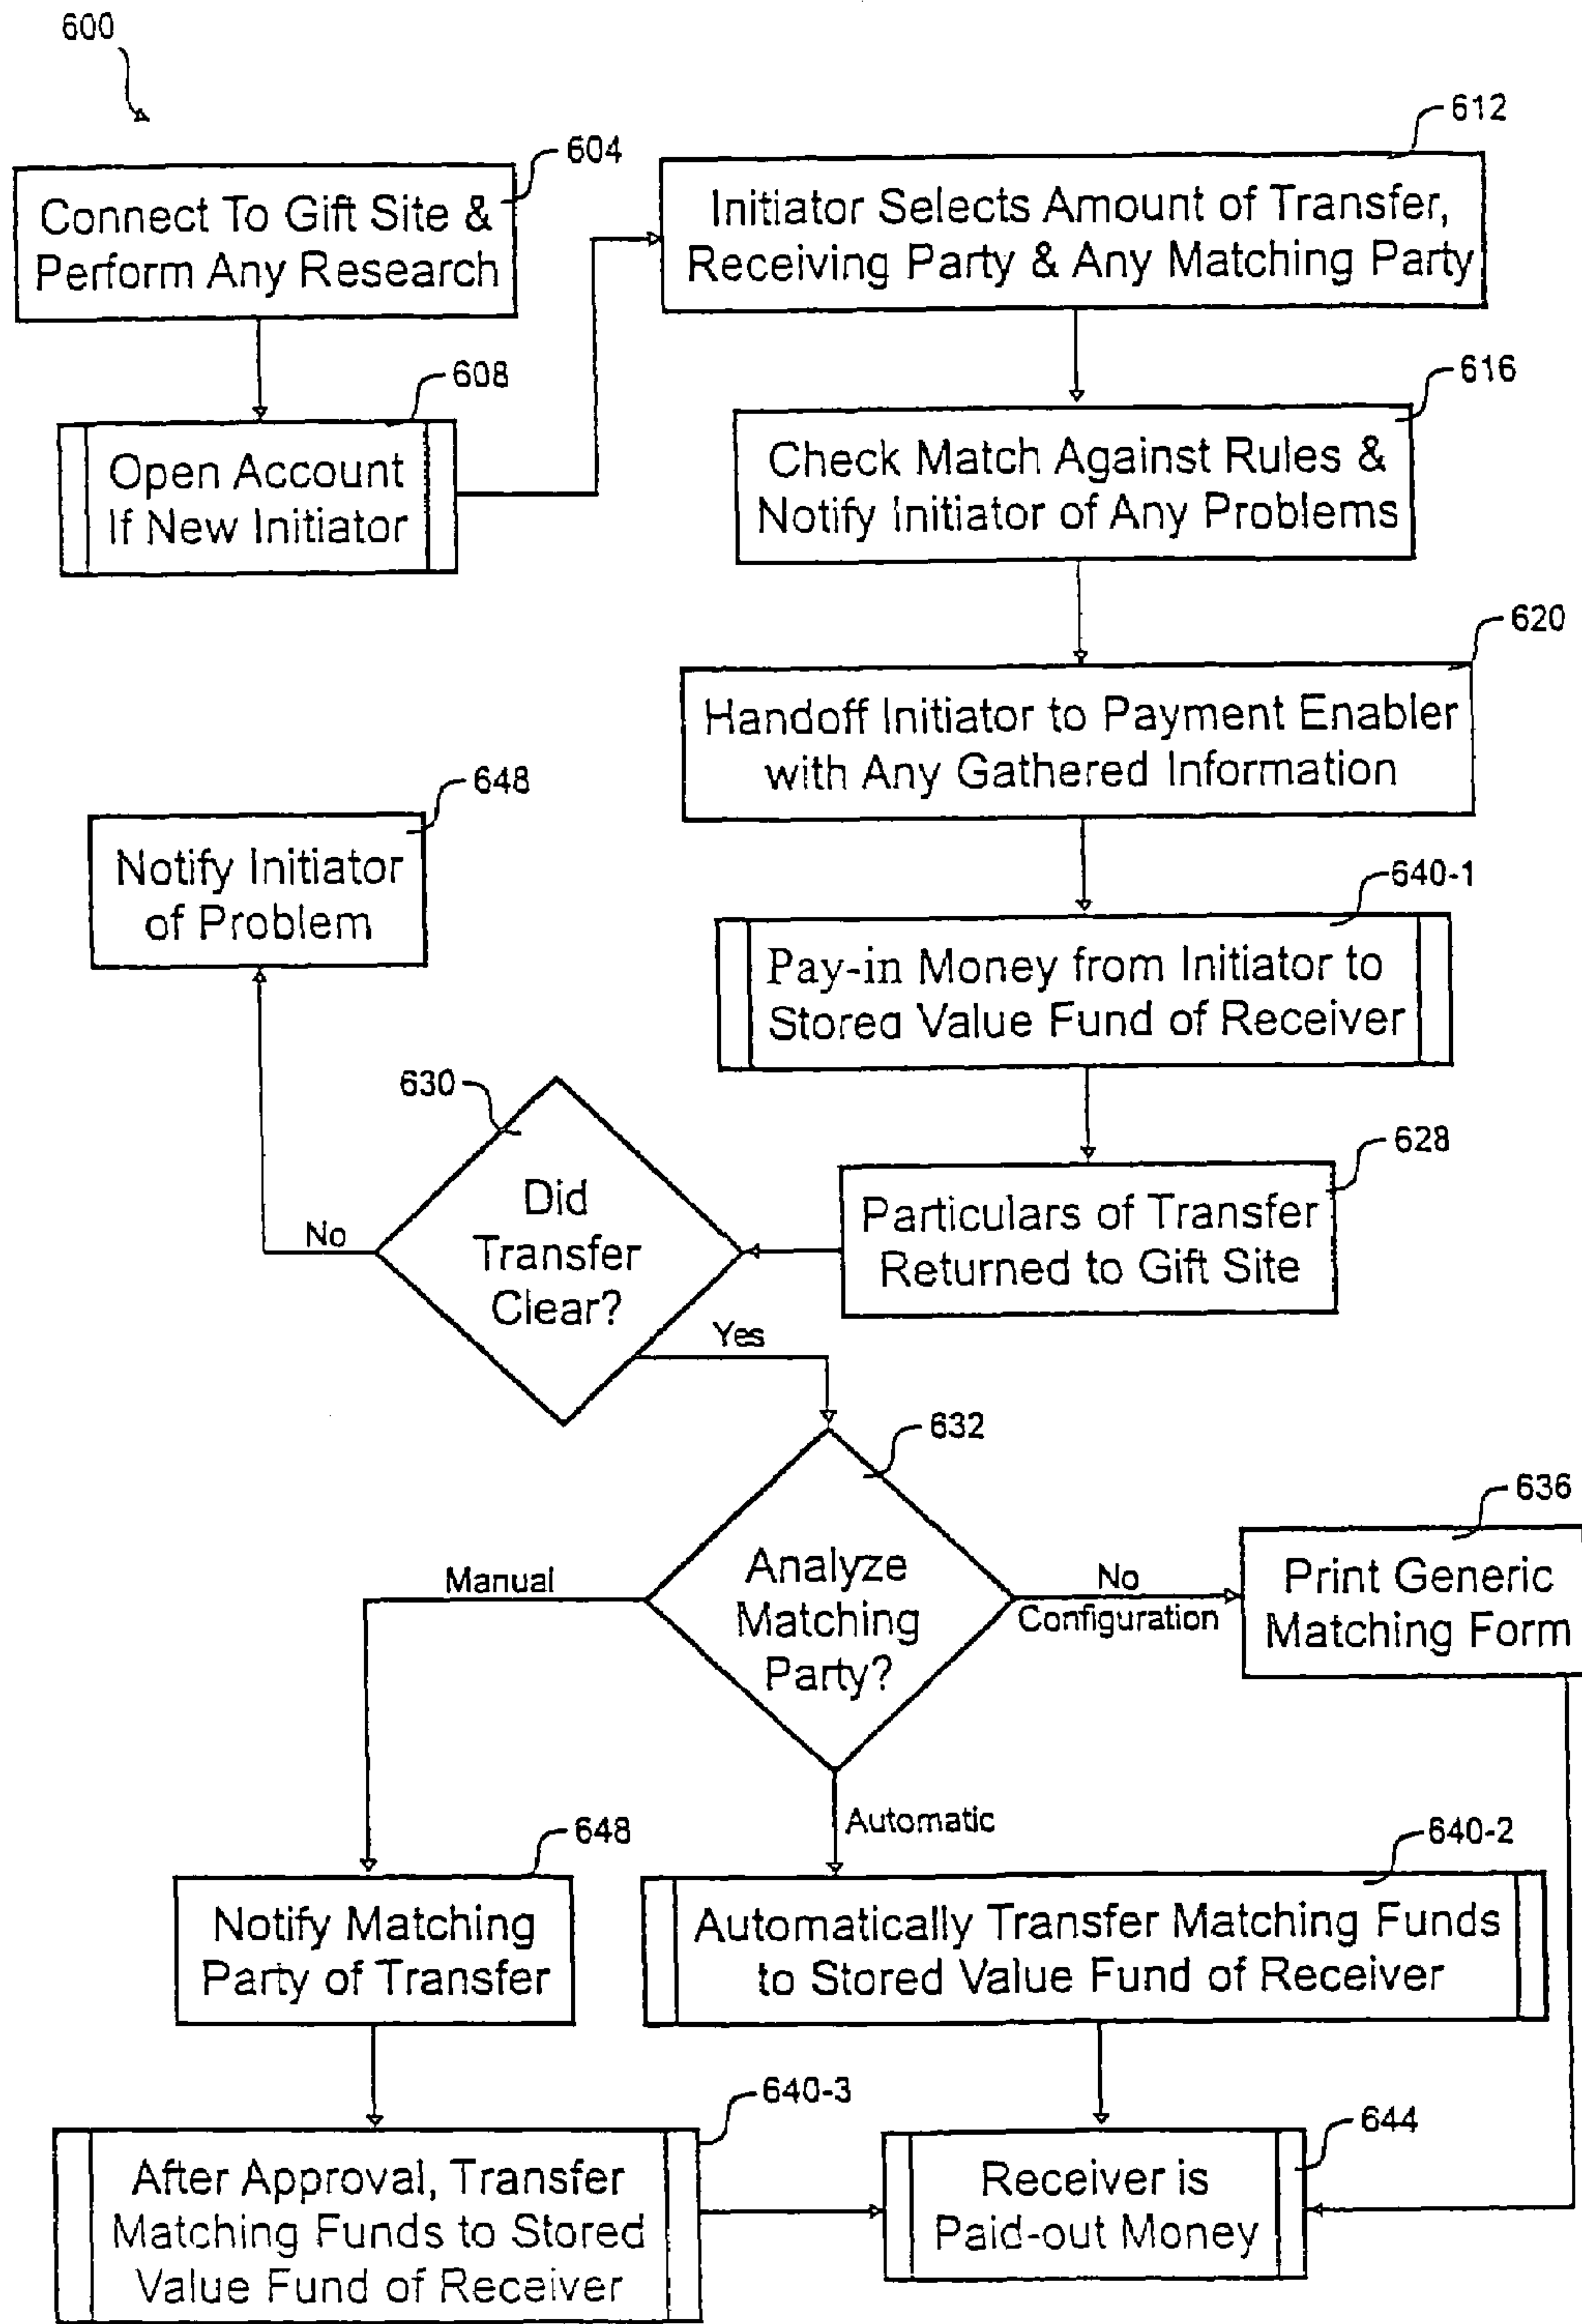 600
604
Connect To Gift Site &
Perform Any Research
608
Open Account
If New Initiator
612
Initiator Selects Amount of Transfer,
Receiving Party & Any Matching Party
616
Check Match Against Rules &
Notify Initiator of Any Problems
620
Handoff Initiator to Payment Enabler
with Any Gathered Information
640-1
Pay-in Money from Initiator to
Stored Value Fund of Receiver
628
Particulars of Transfer
Returned to Gift Site
630
Did
Transfer
Clear?
No
648
Notify Initiator
of Problem
Yes
632
Analyze
Matching
Party?
No
Configuration
636
Print Generic
Matching Form
Manual
648
Notify Matching
Party of Transfer
Automatic
640-2
Automatically Transfer Matching Funds
to Stored Value Fund of Receiver
640-3
After Approval, Transfer
Matching Funds to Stored
Value Fund of Receiver
644
Receiver is
Paid-out Money